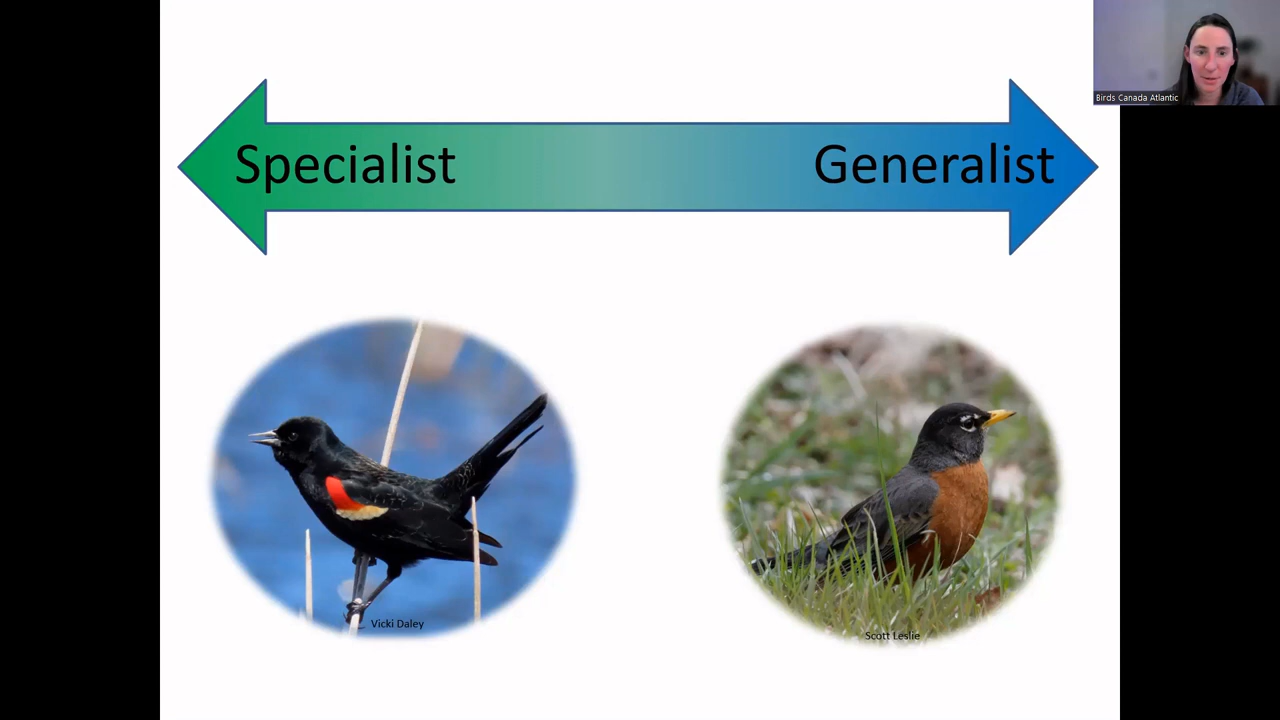 Birds Canada Atlantic
Specialist
Generalist
Vicki Daley
Scott Leslie